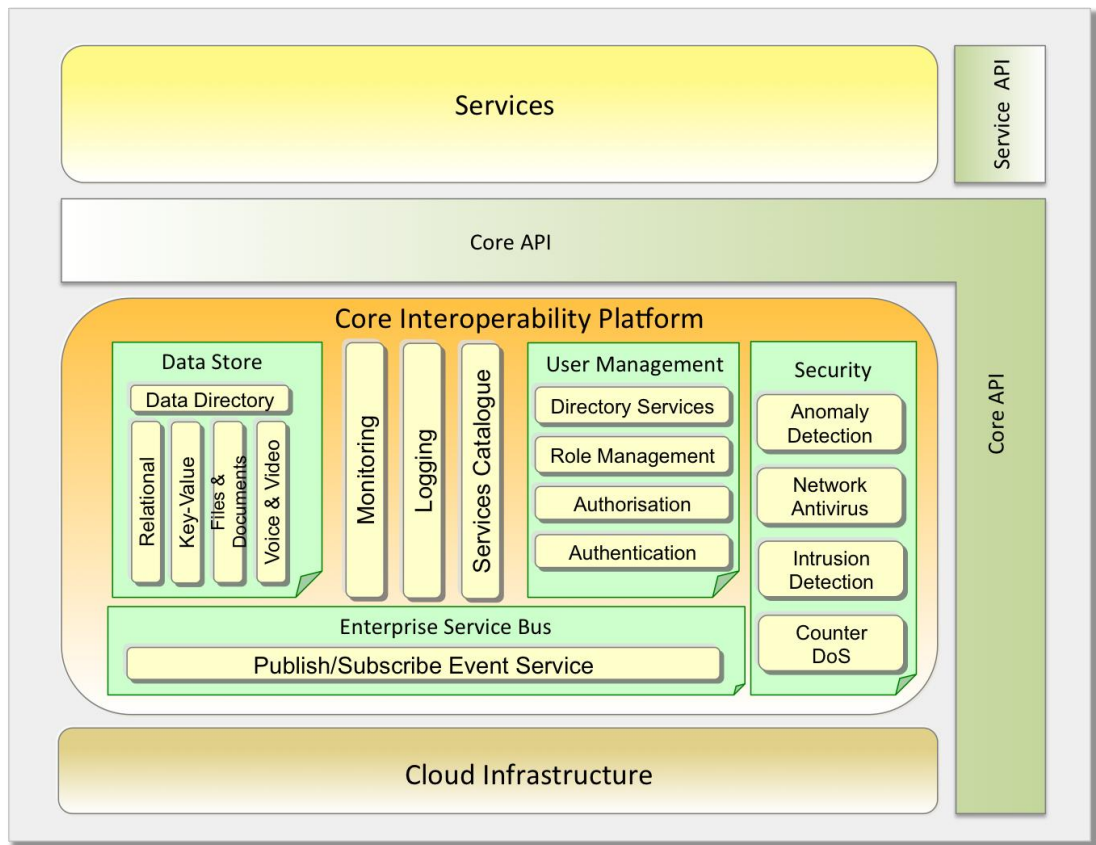 Services
Service API
Core API
Core API
Core Interoperability Platform
Data Store
Data Directory
Relational
Key-Value
Files &
Documents
Voice & Video
Monitoring
Logging
Services Catalogue
User Management
Directory Services
Role Management
Authorisation
Authentication
Security
Anomaly
Detection
Network
Antivirus
Intrusion
Detection
Counter
DoS
Enterprise Service Bus
Publish/Subscribe Event Service
Cloud Infrastructure